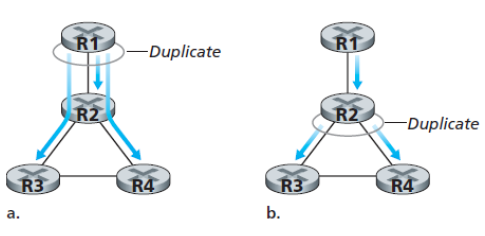 R1
Duplicate
R2
R3
R4
a.
R1
R2
Duplicate
R3
R4
b.